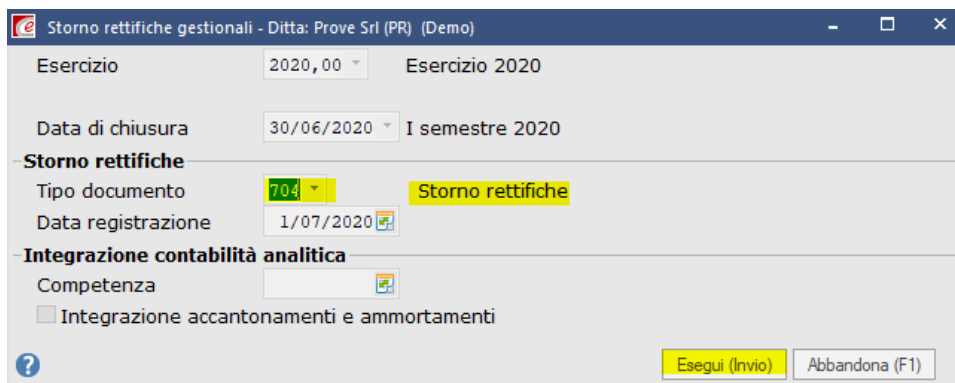 Storno rettifiche gestionali - Ditta: Prove Srl (PR) (Demo)
Esercizio 2020,00 Esercizio 2020
Data di chiusura 30/06/2020 I semestre 2020
Storno rettifiche
Tipo documento 704 Storno rettifiche
Data registrazione 1/07/2020
Integrazione contabilità analitica
Competenza
Integrazione accantonamenti e ammortamenti
Esegui (Invio) Abbandona (F1)